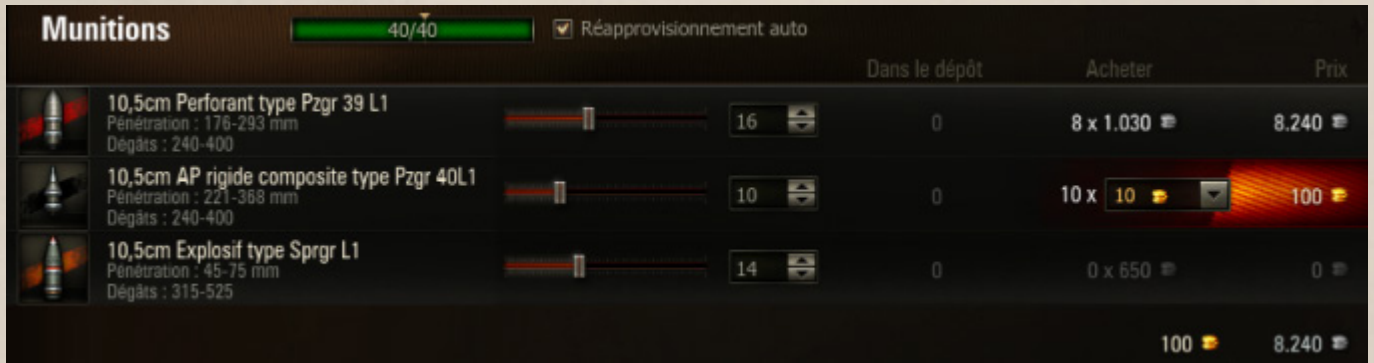 Munitions 40/40 Réapprovisionnement auto
Dans le dépôt Acheter Prix
10,5cm Perforant type Pzgr 39 L1
Pénétration : 176-293 mm
Dégâts : 240-400
16 0 8 x 1.030 8.240
10,5cm AP rigide composite type Pzgr 40L1
Pénétration : 221-368 mm
Dégâts : 240-400
10 0 10 x 10 100
10,5cm Explosif type Sprgr L1
Pénétration : 45-75 mm
Dégâts : 315-525
14 0 0 x 650 0
100 8.240